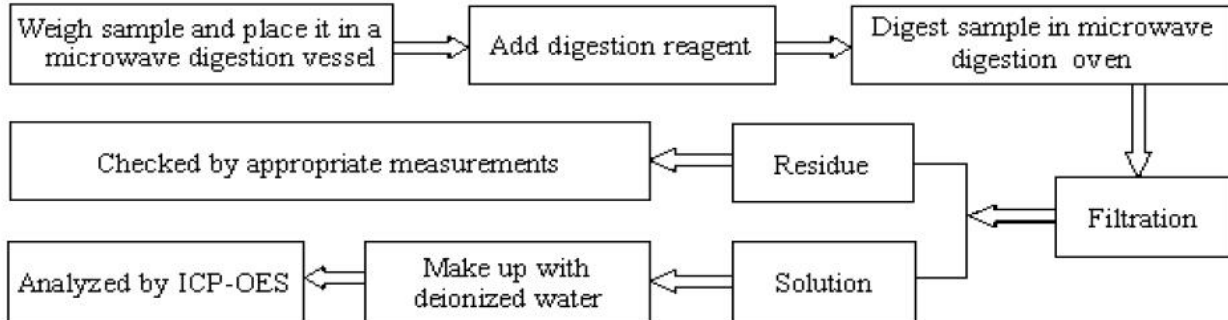 Weigh sample and place it in a
microwave digestion vessel
Add digestion reagent
Digest sample in microwave
digestion oven
Filtration
Residue
Checked by appropriate measurements
Solution
Make up with
deionized water
Analyzed by ICP-OES